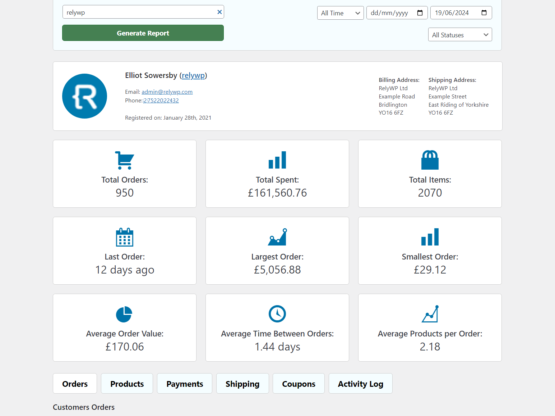 relywp ×
All Time
dd/mm/yyyy
19/06/2024
Generate Report
All Statuses
Elliot Sowersby (relywp)
Email: admin@relywp.com
Phone:27522022432
Registered on: January 28th, 2021
Billing Address:
RelyWP Ltd
Example Road
Bridlington
YO16 6FZ
Shipping Address:
RelyWP Ltd
Example Street
East Riding of Yorkshire
YO16 6FZ
Total Orders:
950
Total Spent:
£161,560.76
Total Items:
2070
Last Order:
12 days ago
Largest Order:
£5,056.88
Smallest Order:
£29.12
Average Order Value:
£170.06
Average Time Between Orders:
1.44 days
Average Products per Order:
2.18
Orders
Products
Payments
Shipping
Coupons
Activity Log
Customers Orders